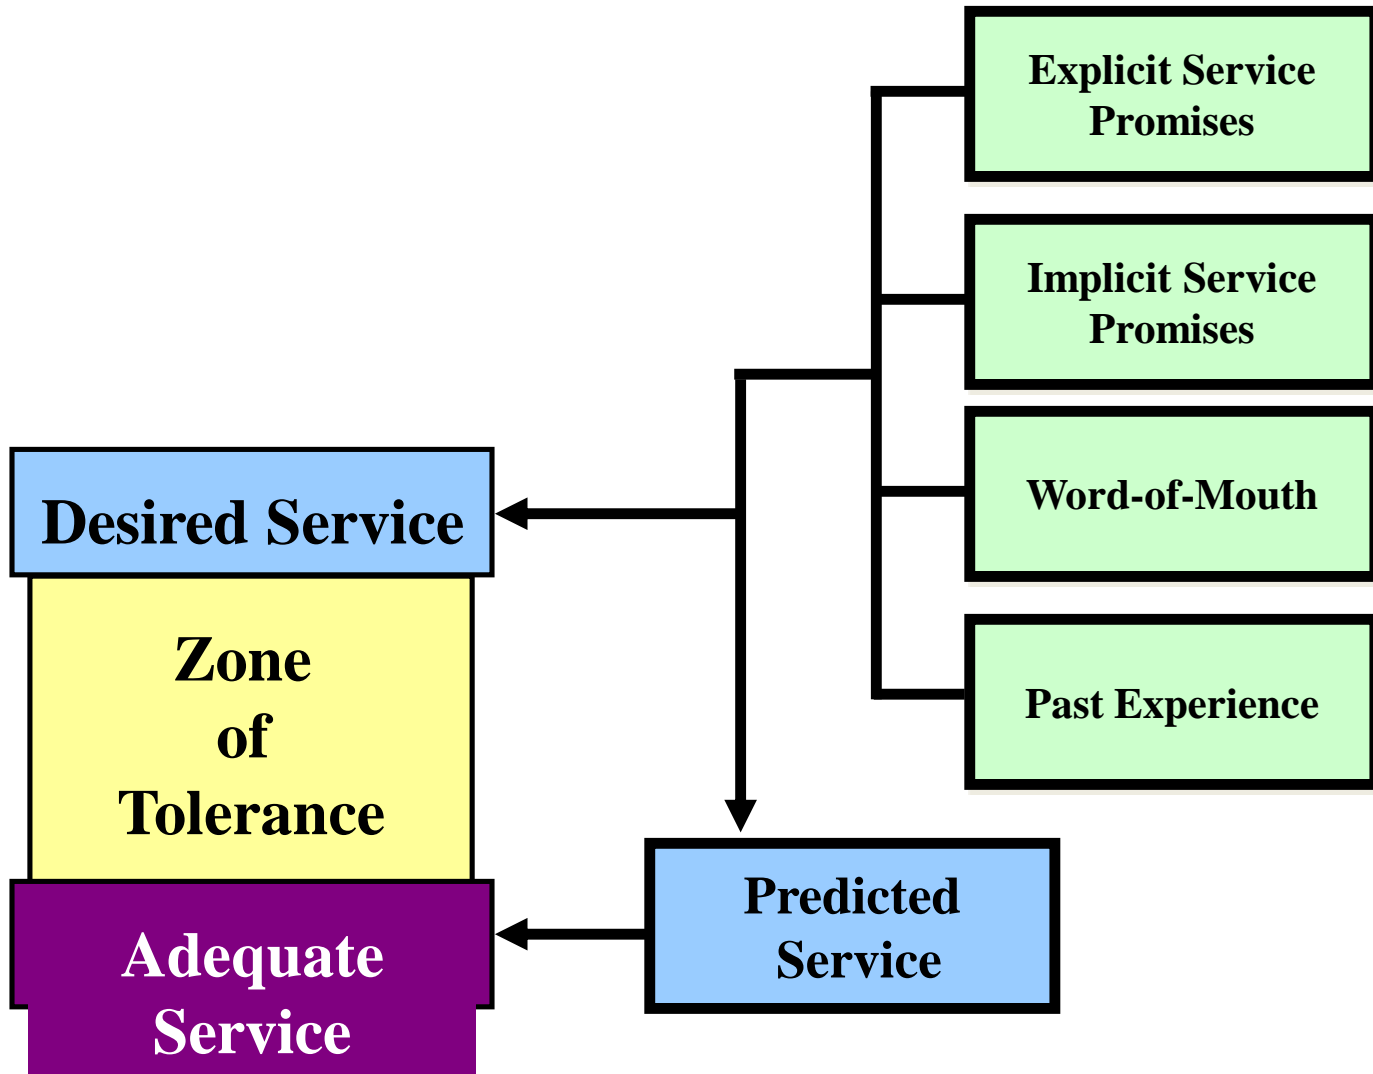 Explicit Service
Promises
Implicit Service
Promises
Word-of-Mouth
Past Experience
Desired Service
Zone
of
Tolerance
Adequate
Service
Predicted
Service